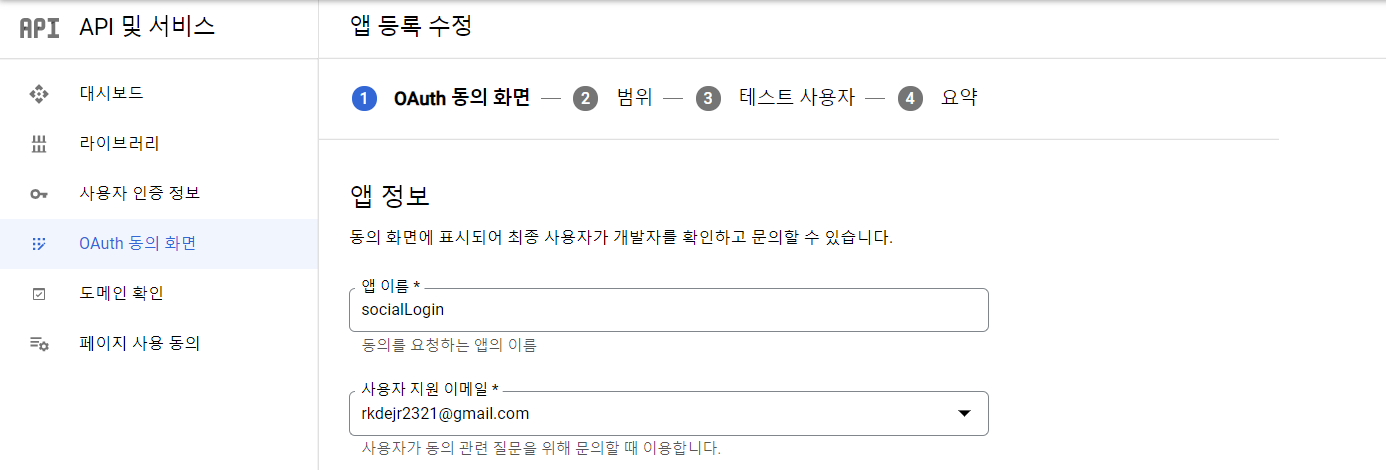 API API 및 서비스
앱 등록 수정
대시보드
라이브러리
사용자 인증 정보
OAuth 동의 화면
도메인 확인
페이지 사용 동의
1 OAuth 동의 화면 — 2 범위 — 3 테스트 사용자 — 4 요약
앱 정보
동의 화면에 표시되어 최종 사용자가 개발자를 확인하고 문의할 수 있습니다.
앱 이름 *
socialLogin
동의를 요청하는 앱의 이름
사용자 지원 이메일 *
rkdejr2321@gmail.com
사용자가 동의 관련 질문을 위해 문의할 때 이용합니다.